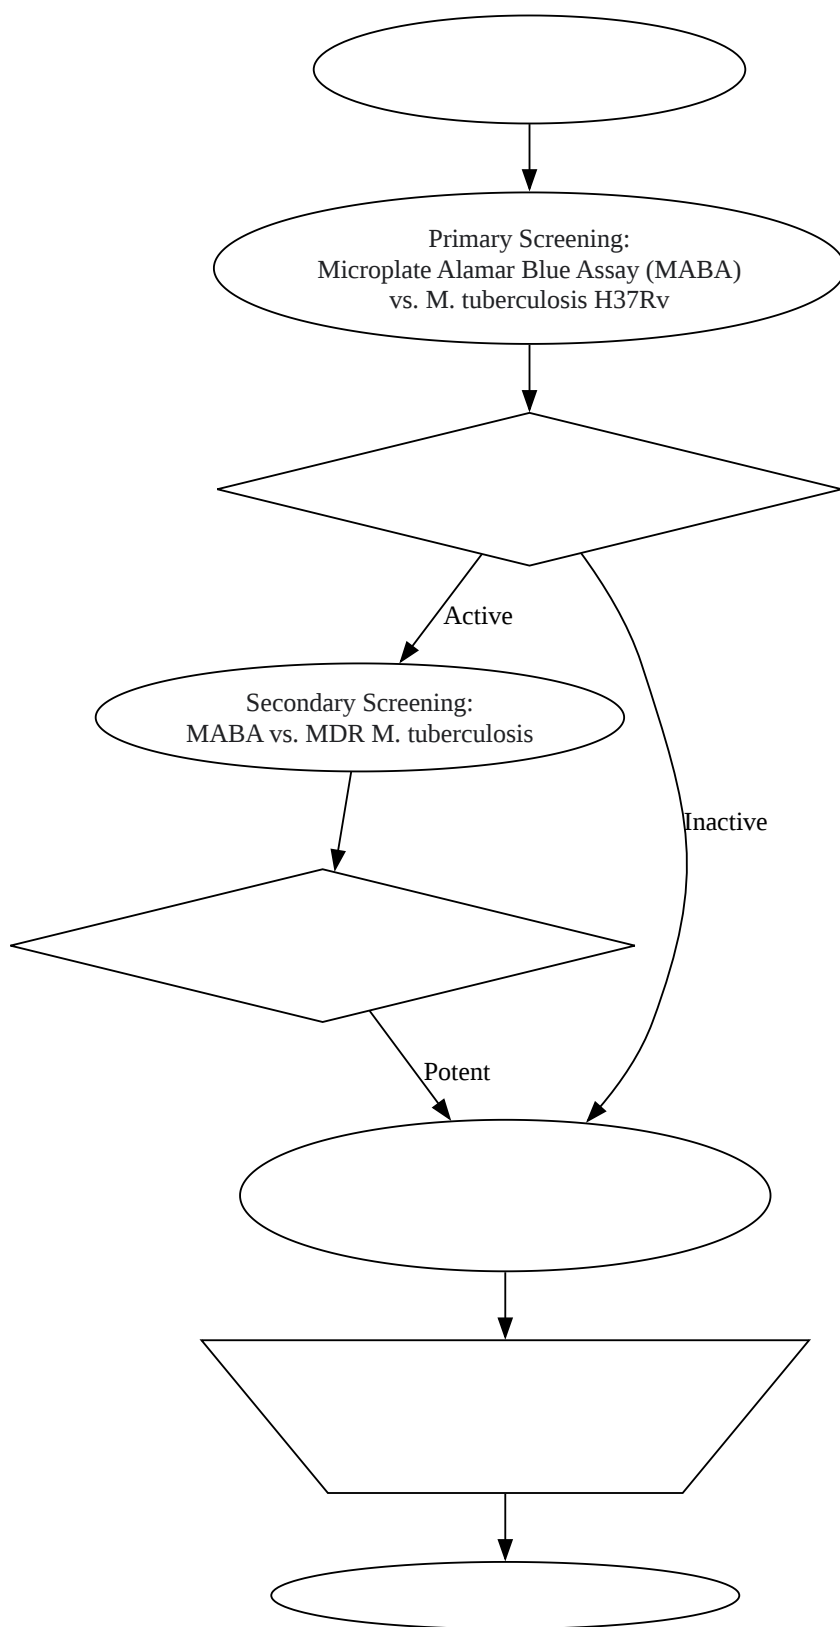 Primary Screening:
Microplate Alamar Blue Assay (MABA)
vs. M. tuberculosis H37Rv
Active
Secondary Screening:
MABA vs. MDR M. tuberculosis
Inactive
Potent